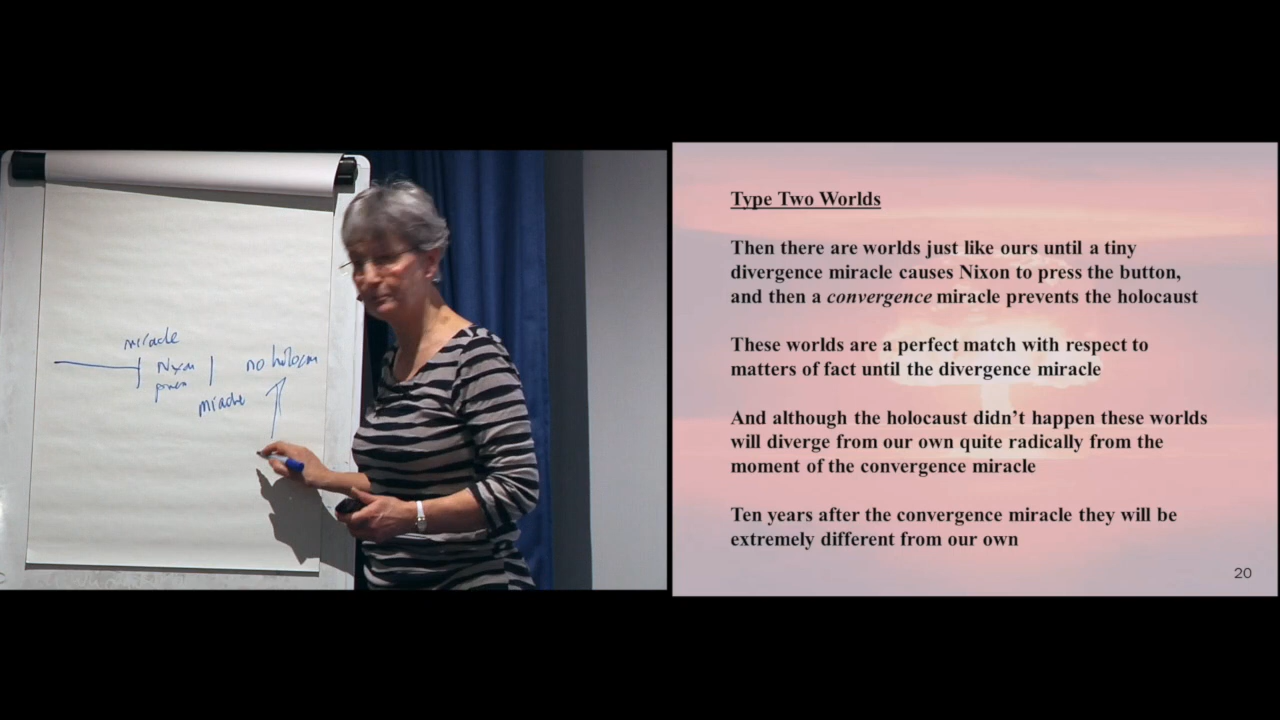 miracle
Nixon
miracle
no
Type Two Worlds
Then there are worlds just like ours until a tiny
divergence miracle causes Nixon to press the button,
and then a convergence miracle prevents the holocaust
These worlds are a perfect match with respect to
matters of fact until the divergence miracle
And although the holocaust didn’t happen these worlds
will diverge from our own quite radically from the
moment of the convergence miracle
Ten years after the convergence miracle they will be
extremely different from our own
20